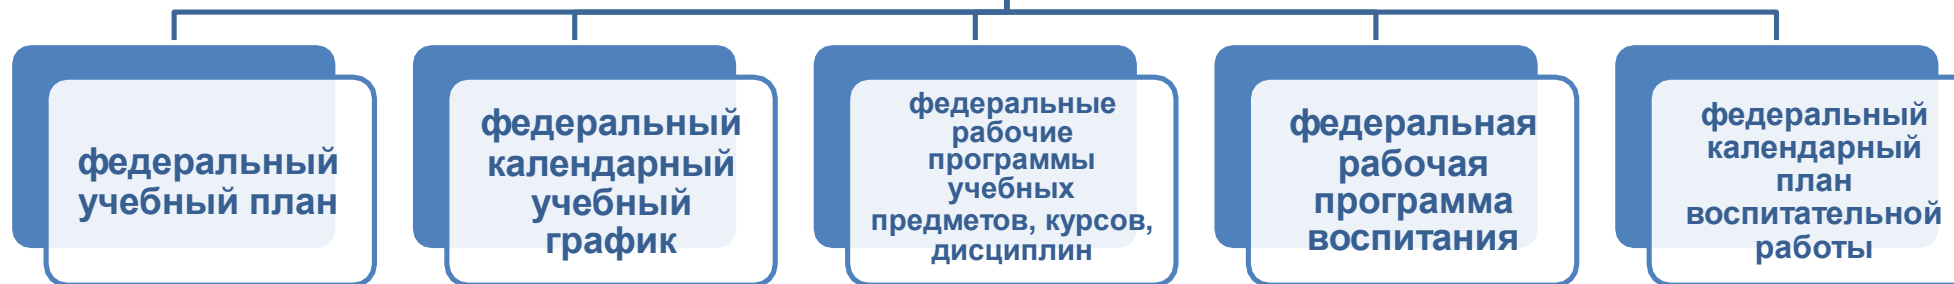 федеральный
учебный план
федеральный
календарный
учебный
график
федеральные
рабочие
программы
учебных
предметов, курсов,
дисциплин
федеральная
рабочая
программа
воспитания
федеральный
календарный
план
воспитательной
работы